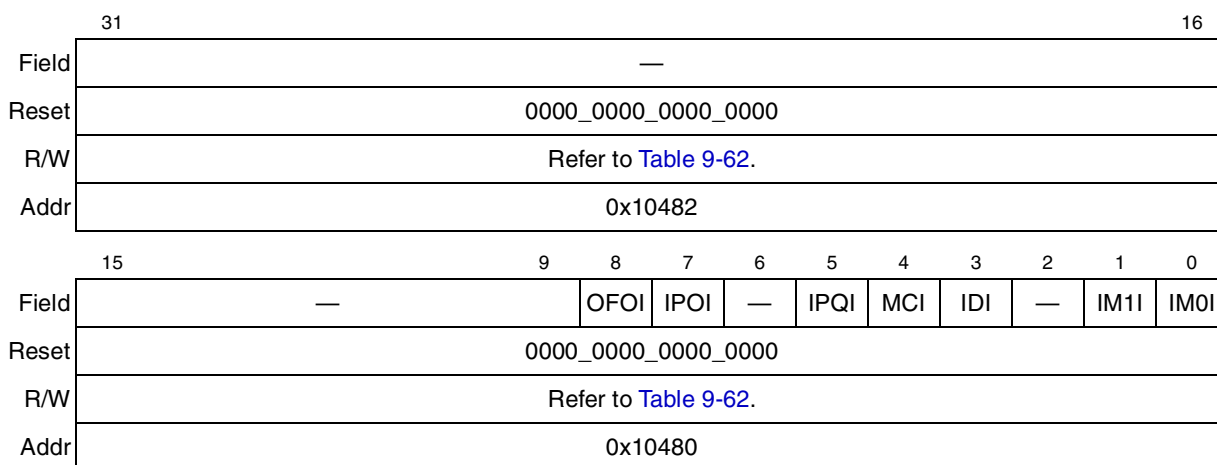 31 16
Field —
Reset 0000_0000_0000_0000
R/W Refer to Table 9-62.
Addr 0x10482
15 9 8 7 6 5 4 3 2 1 0
Field — OFOI IPOI — IPQI MCI IDI — IM1I IM0I
Reset 0000_0000_0000_0000
R/W Refer to Table 9-62.
Addr 0x10480